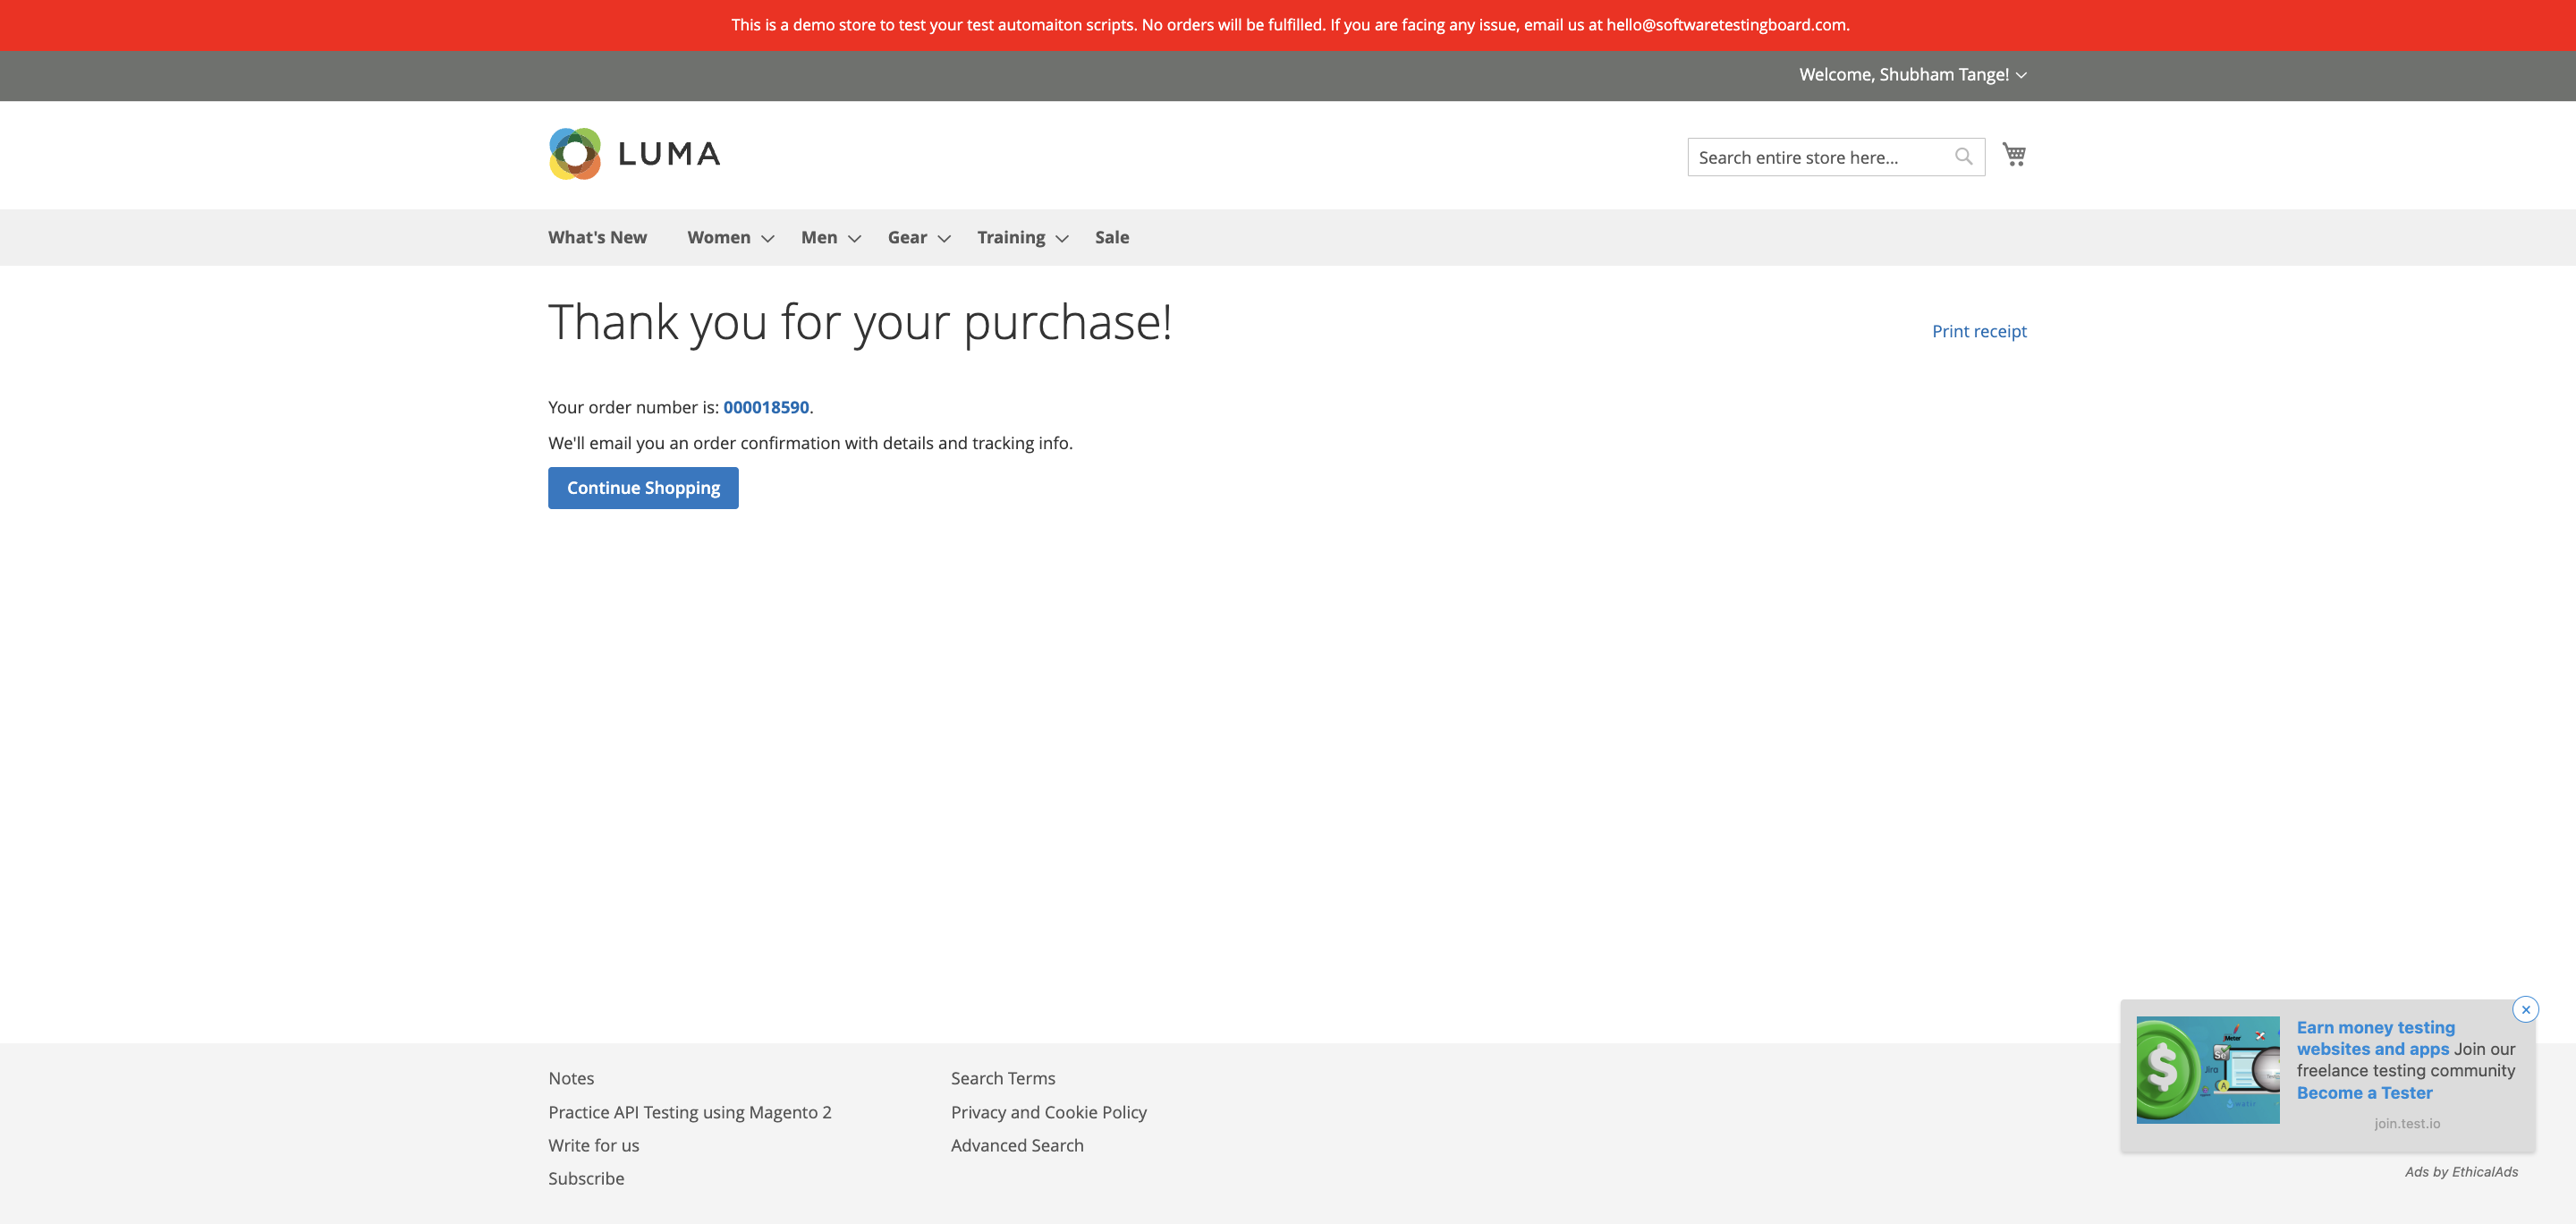 This is a demo store to test your test automaiton scripts. No orders will be fulfilled. If you are facing any issue, email us at hello@softwaretestingboard.com.
Welcome, Shubham Tange!
LUMA
Search entire store here...
What's New Women Men Gear Training Sale
Thank you for your purchase!
Print receipt
Your order number is: 000018590.
We'll email you an order confirmation with details and tracking info.
Continue Shopping
Earn money testing
websites and apps Join our
freelance testing community
Become a Tester
join.test.io
Ads by EthicalAds
Notes
Practice API Testing using Magento 2
Write for us
Subscribe
Search Terms
Privacy and Cookie Policy
Advanced Search